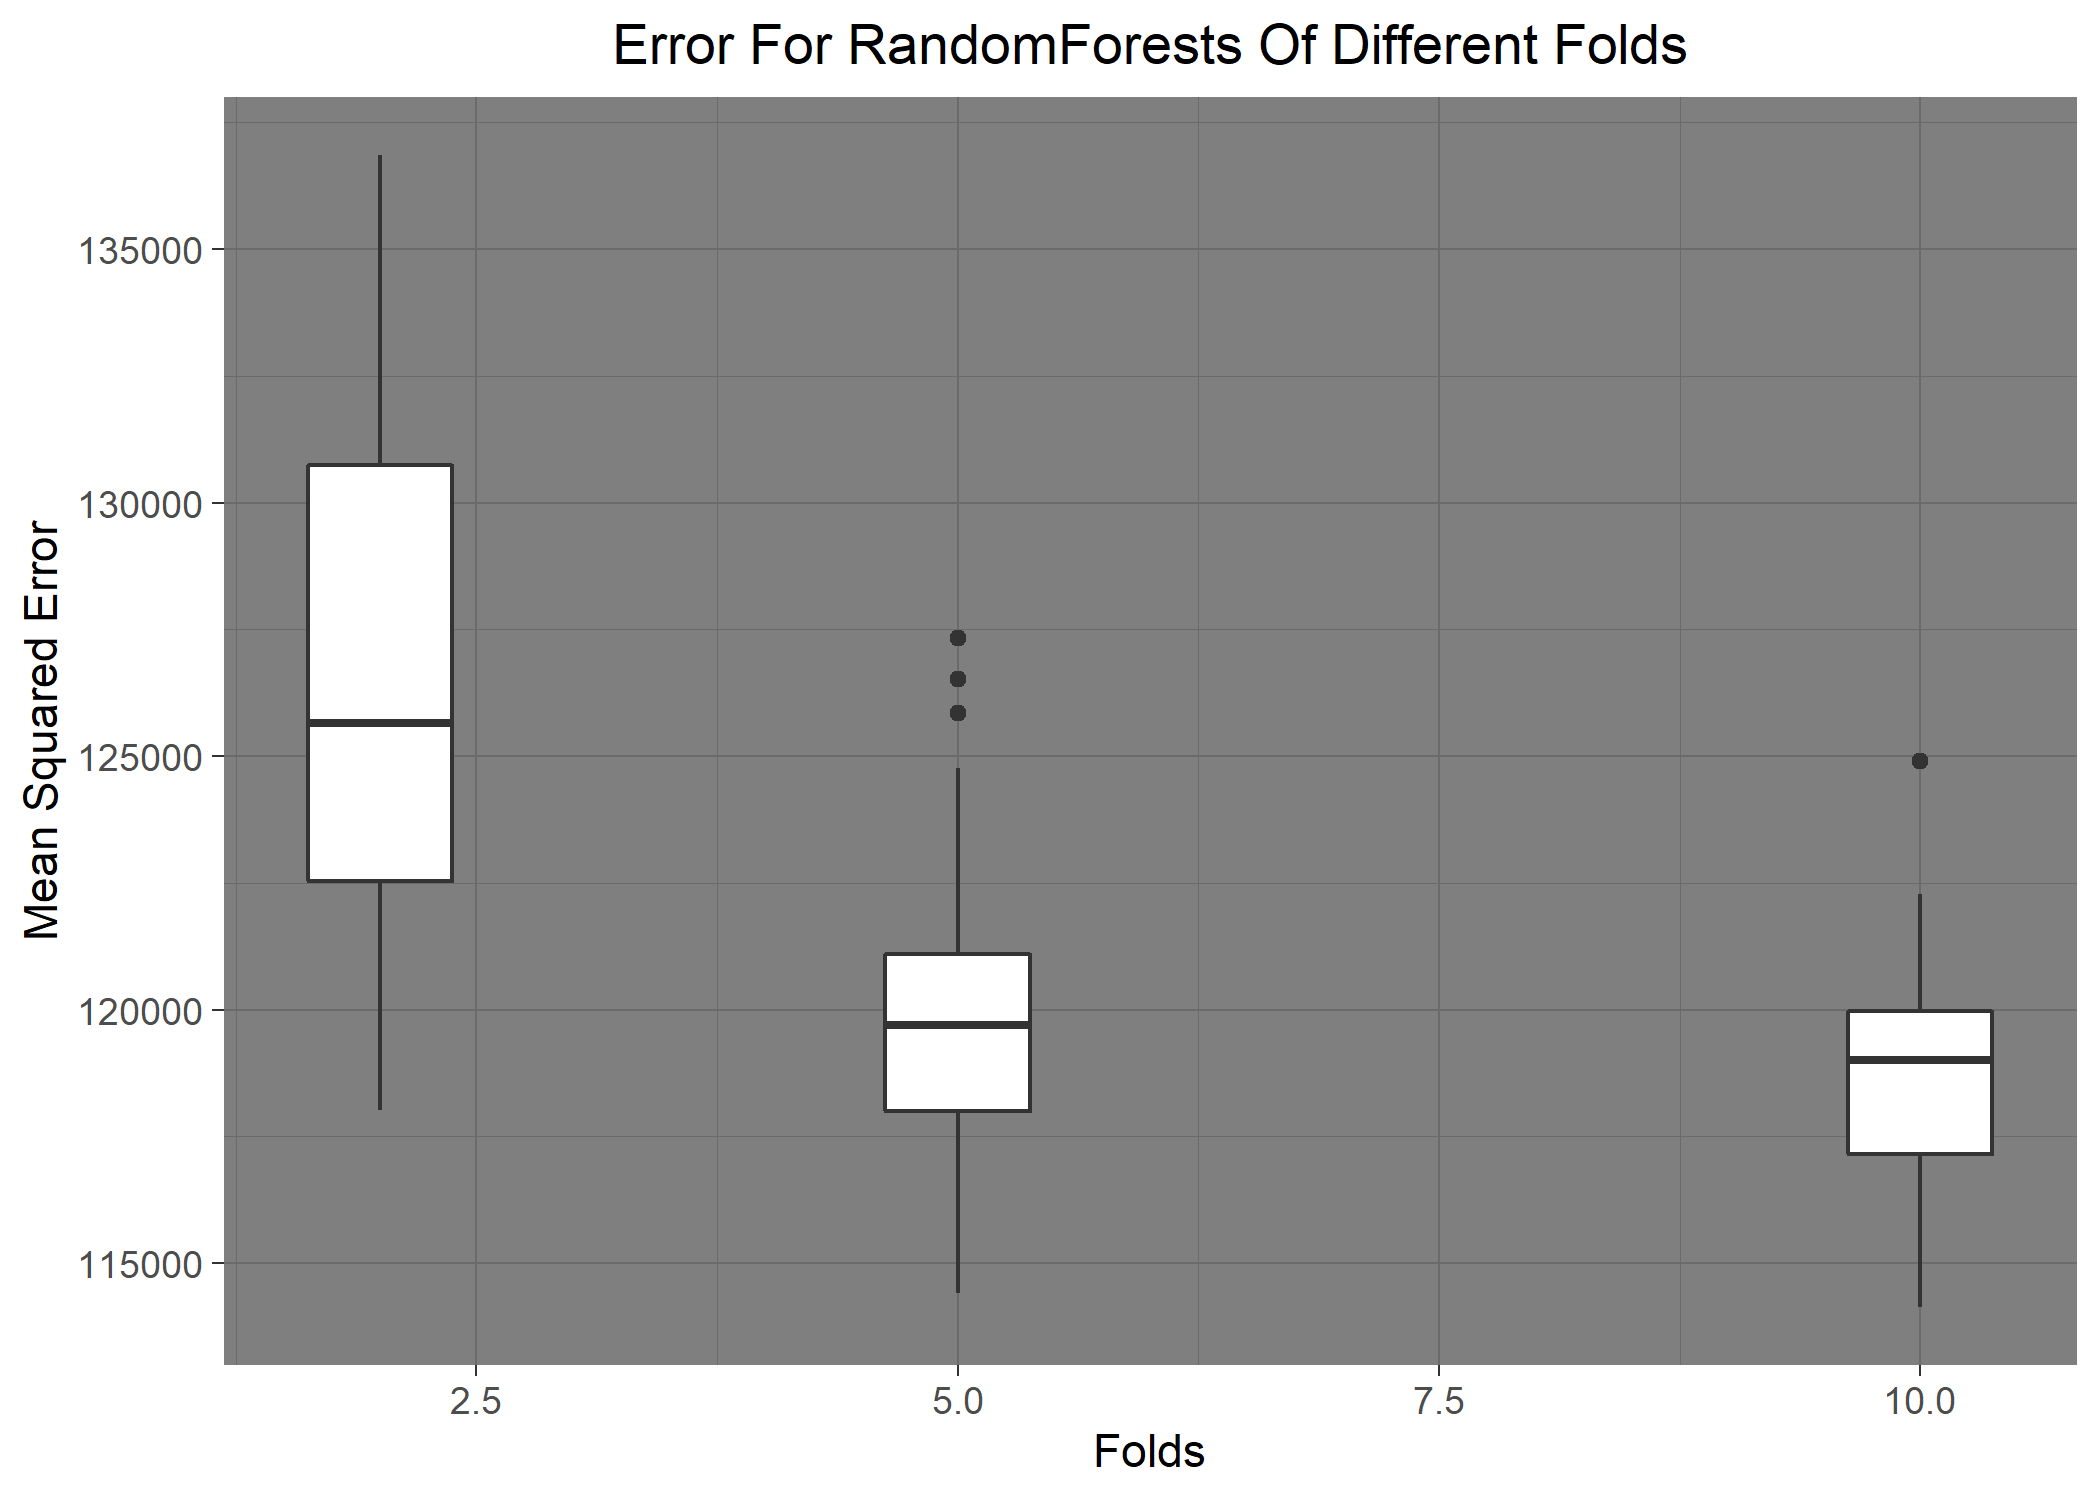 Error For RandomForests Of Different Folds
Mean Squared Error
135000
130000
125000
120000
115000
2.5 5.0 7.5 10.0
Folds